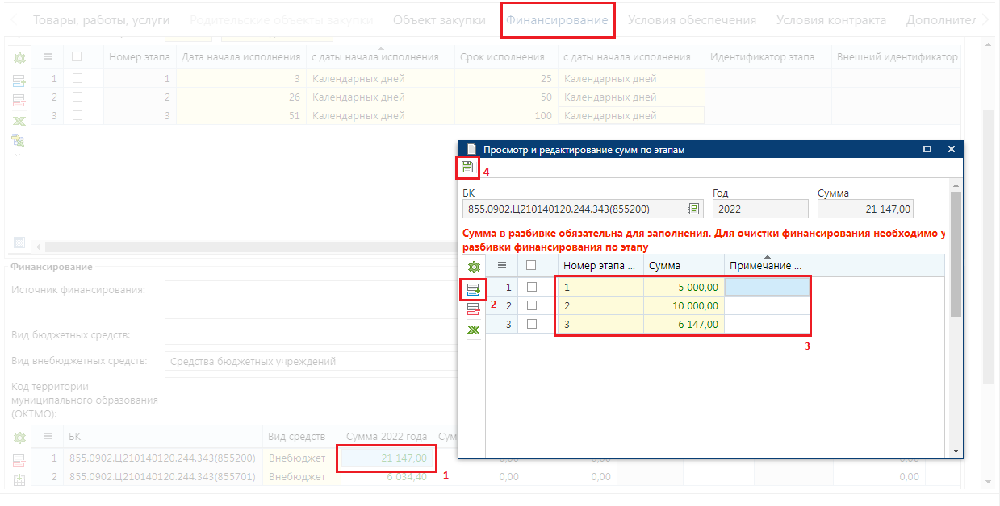 Товары, работы, услуги Родительские объекты закупки Объект закупки Финансирование Условия обеспечения Условия контракта Дополнител
Номер этапа Дата начала исполнения с даты начала исполнения Срок исполнения с даты начала исполнения Идентификатор этапа Внешний идентификатор
1 1 3 Календарных дней 25 Календарных дней
2 2 26 Календарных дней 50 Календарных дней
3 3 51 Календарных дней 100 Календарных дней
Просмотр и редактирование сумм по этапам
4
БК Год Сумма
855.0902.Ц210140120.244.343(855200) 2022 21 147,00
Сумма в разбивке обязательна для заполнения. Для очистки финансирования необходимо у
разбивки финансирования по этапу
Номер этапа ... Сумма Примечание ...
1 1 5 000,00
2 2 2 10 000,00
3 3 6 147,00
3
Финансирование
Источник финансирования:
Вид бюджетных средств:
Вид внебюджетных средств: Средства бюджетных учреждений
Код территории
муниципального образования
(ОКТМО):
БК Вид средств Сумма 2022 года Сум
1 855.0902.Ц210140120.244.343(855200) Внебюджет 21 147,00 0,00 0,00 0,00
1
2 855.0902.Ц210140120.244.343(855701) Внебюджет 6 034,40 0,00 0,00 0,00